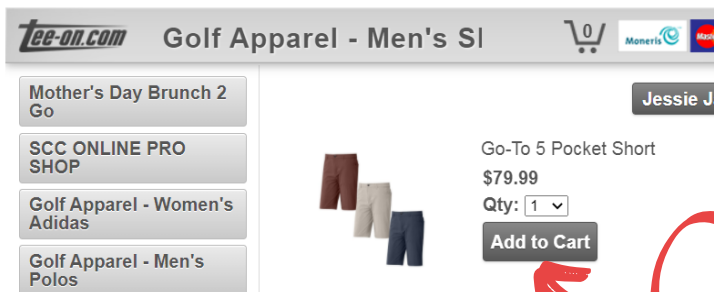 tee-on.com Golf Apparel - Men's
0
Moneris
Mother's Day Brunch 2
Go
SCC ONLINE PRO
SHOP
Golf Apparel - Women's
Adidas
Golf Apparel - Men's
Polos
Jessie
Go-To 5 Pocket Short
$79.99
Qty: 1
Add to Cart